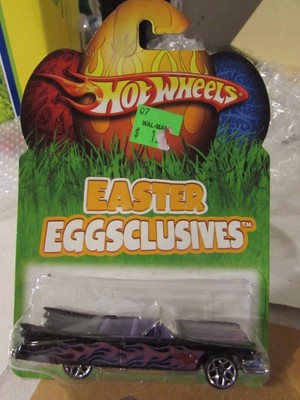 HOT WHEELS
07
WAL-MART
$ 1.
EASTER
EGGSCLUSIVES™